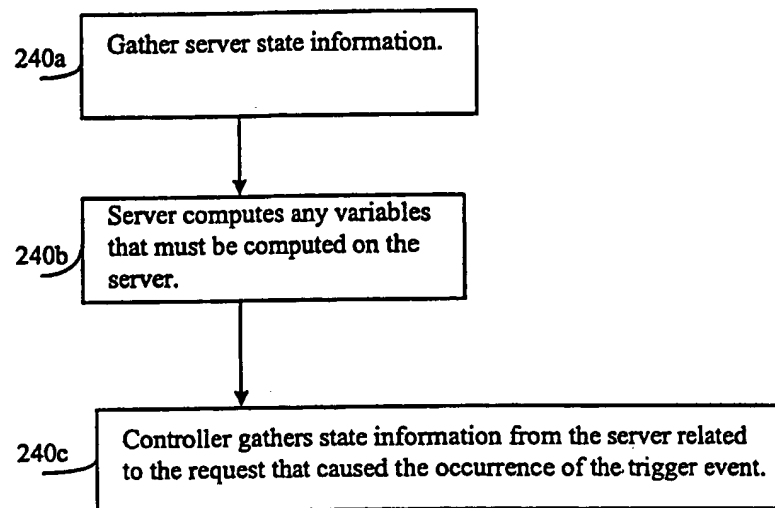 240a
Gather server state information.
240b
Server computes any variables
that must be computed on the
server.
240c
Controller gathers state information from the server related
to the request that caused the occurrence of the trigger event.